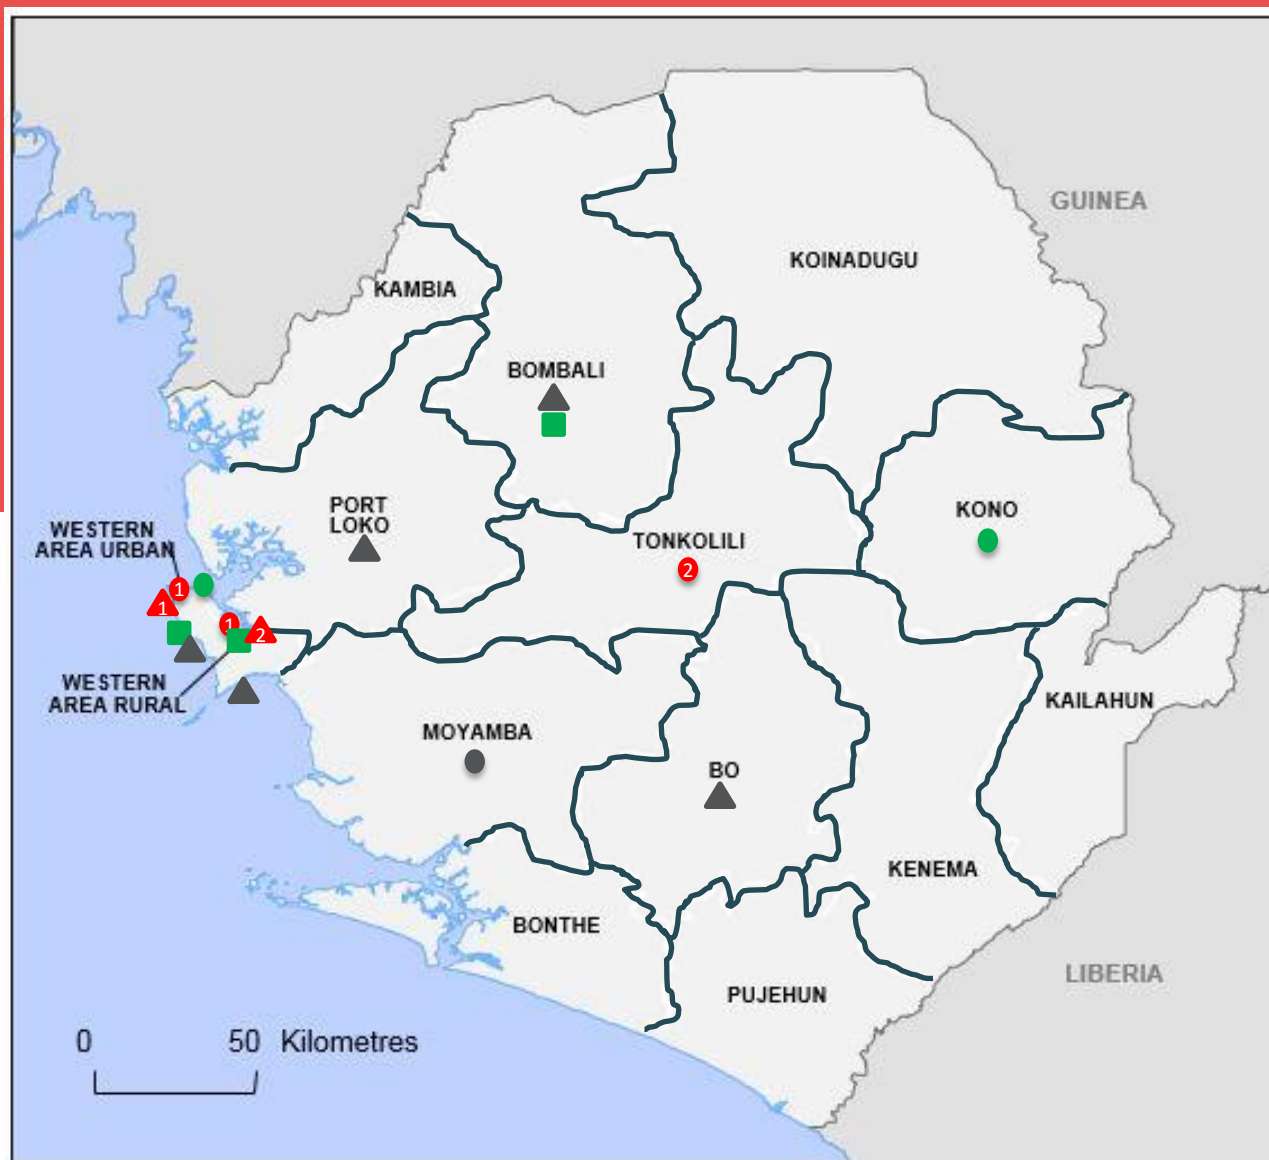 GUINEA
KOINADUGU
KAMBIA
BOMBALI
PORT
LOKO
KONO
WESTERN
AREA URBAN
TONKOLILI
2
1
1
1
2
WESTERN
AREA RURAL
KAILAHUN
MOYAMBA
BO
KENEMA
BONTHE
LIBERIA
PUJEHUN
0 50 Kilometres